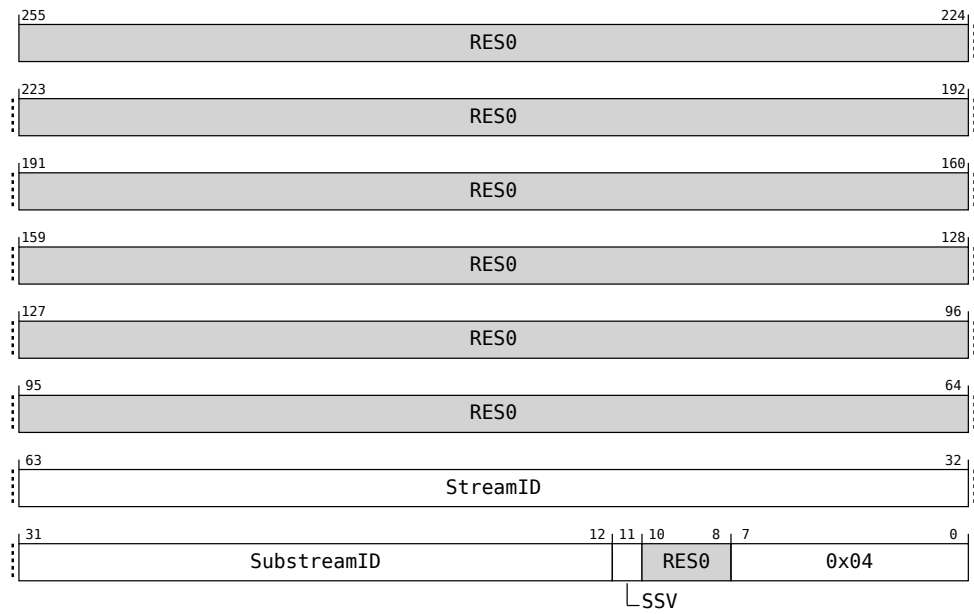 255 224
RES0
223 192
RES0
191 160
RES0
159 128
RES0
127 96
RES0
95 64
RES0
63 32
StreamID
31 12 11 10 8 7 0
SubstreamID RES0 0x04
SSV